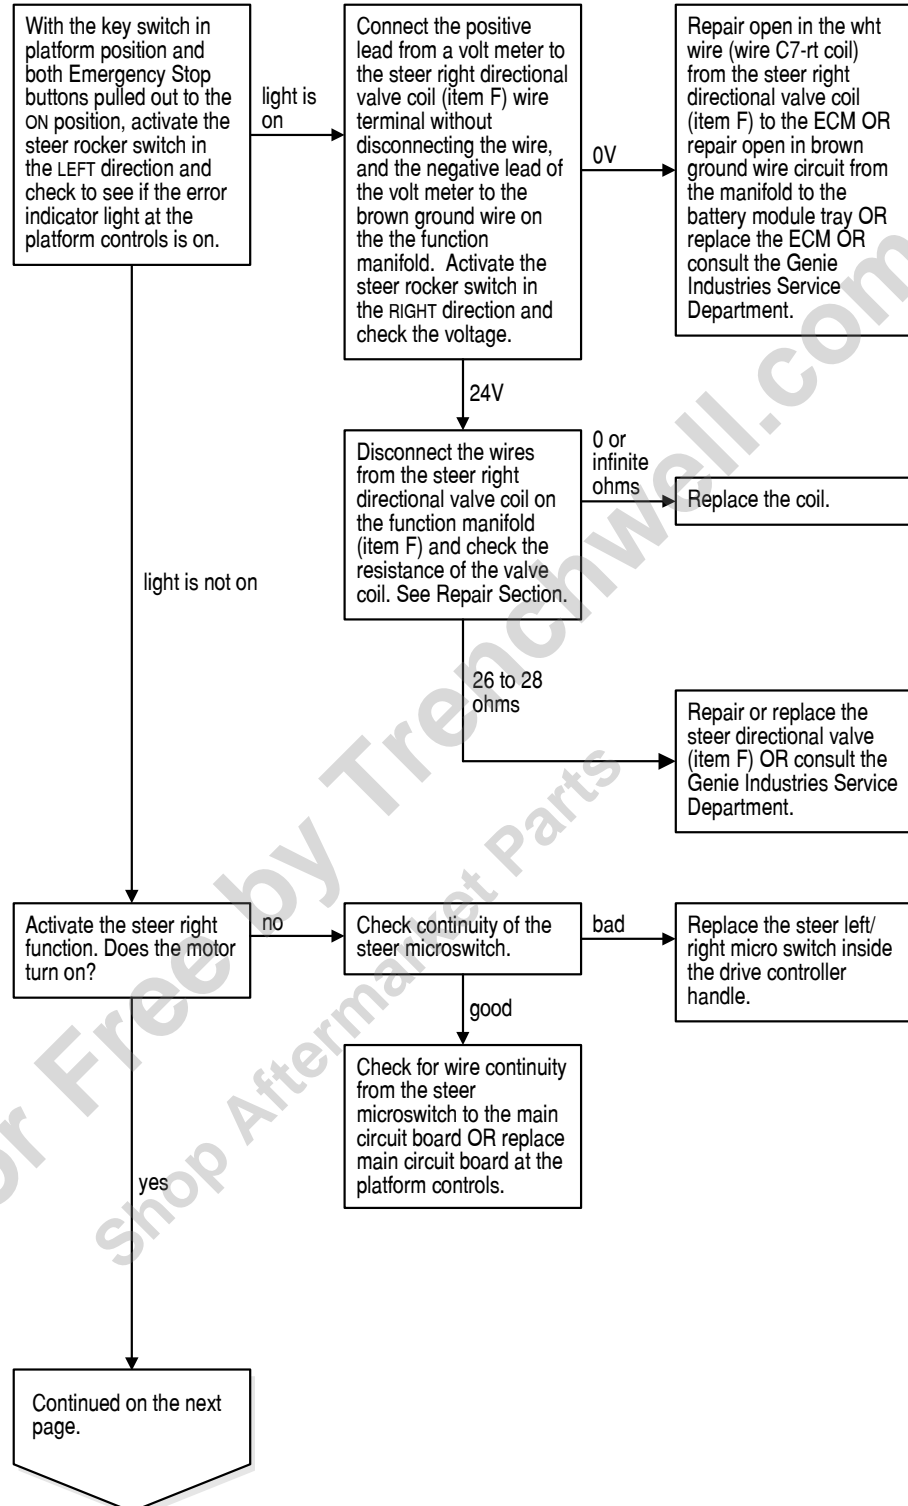 With the key switch in
platform position and
both Emergency Stop
buttons pulled out to the
ON position, activate the
steer rocker switch in
the LEFT direction and
check to see if the error
indicator light at the
platform controls is on.
light is
on
Connect the positive
lead from a volt meter to
the steer right directional
valve coil (item F) wire
terminal without
disconnecting the wire,
and the negative lead of
the volt meter to the
brown ground wire on
the the function
manifold. Activate the
steer rocker switch in
the RIGHT direction and
check the voltage.
0V
Repair open in the wht
wire (wire C7-rt coil)
from the steer right
directional valve coil
(item F) to the ECM OR
repair open in brown
ground wire circuit from
the manifold to the
battery module tray OR
replace the ECM OR
consult the Genie
Industries Service
Department.
24V
Disconnect the wires
from the steer right
directional valve coil on
the function manifold
(item F) and check the
resistance of the valve
coil. See Repair Section.
0 or
infinite
ohms
Replace the coil.
light is not on
26 to 28
ohms
Repair or replace the
steer directional valve
(item F) OR consult the
Genie Industries Service
Department.
Activate the steer right
function. Does the motor
turn on?
no
Check continuity of the
steer microswitch.
bad
Replace the steer left/
right micro switch inside
the drive controller
handle.
good
Check for wire continuity
from the steer
microswitch to the main
circuit board OR replace
main circuit board at the
platform controls.
yes
Continued on the next
page.
or Free by Trenchwell.com
Shop Aftermarket Parts